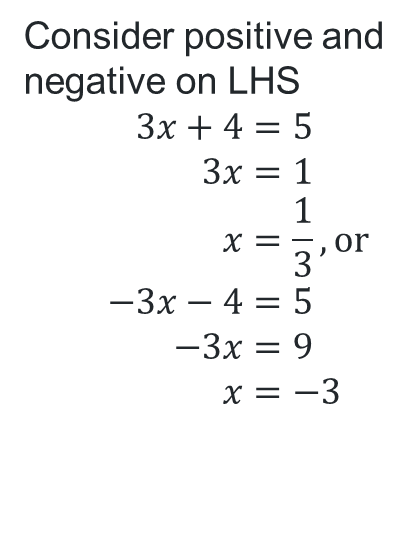 Consider positive and
negative on LHS
3x + 4 = 5
3x = 1
x = 1/3, or
−3x − 4 = 5
−3x = 9
x = −3